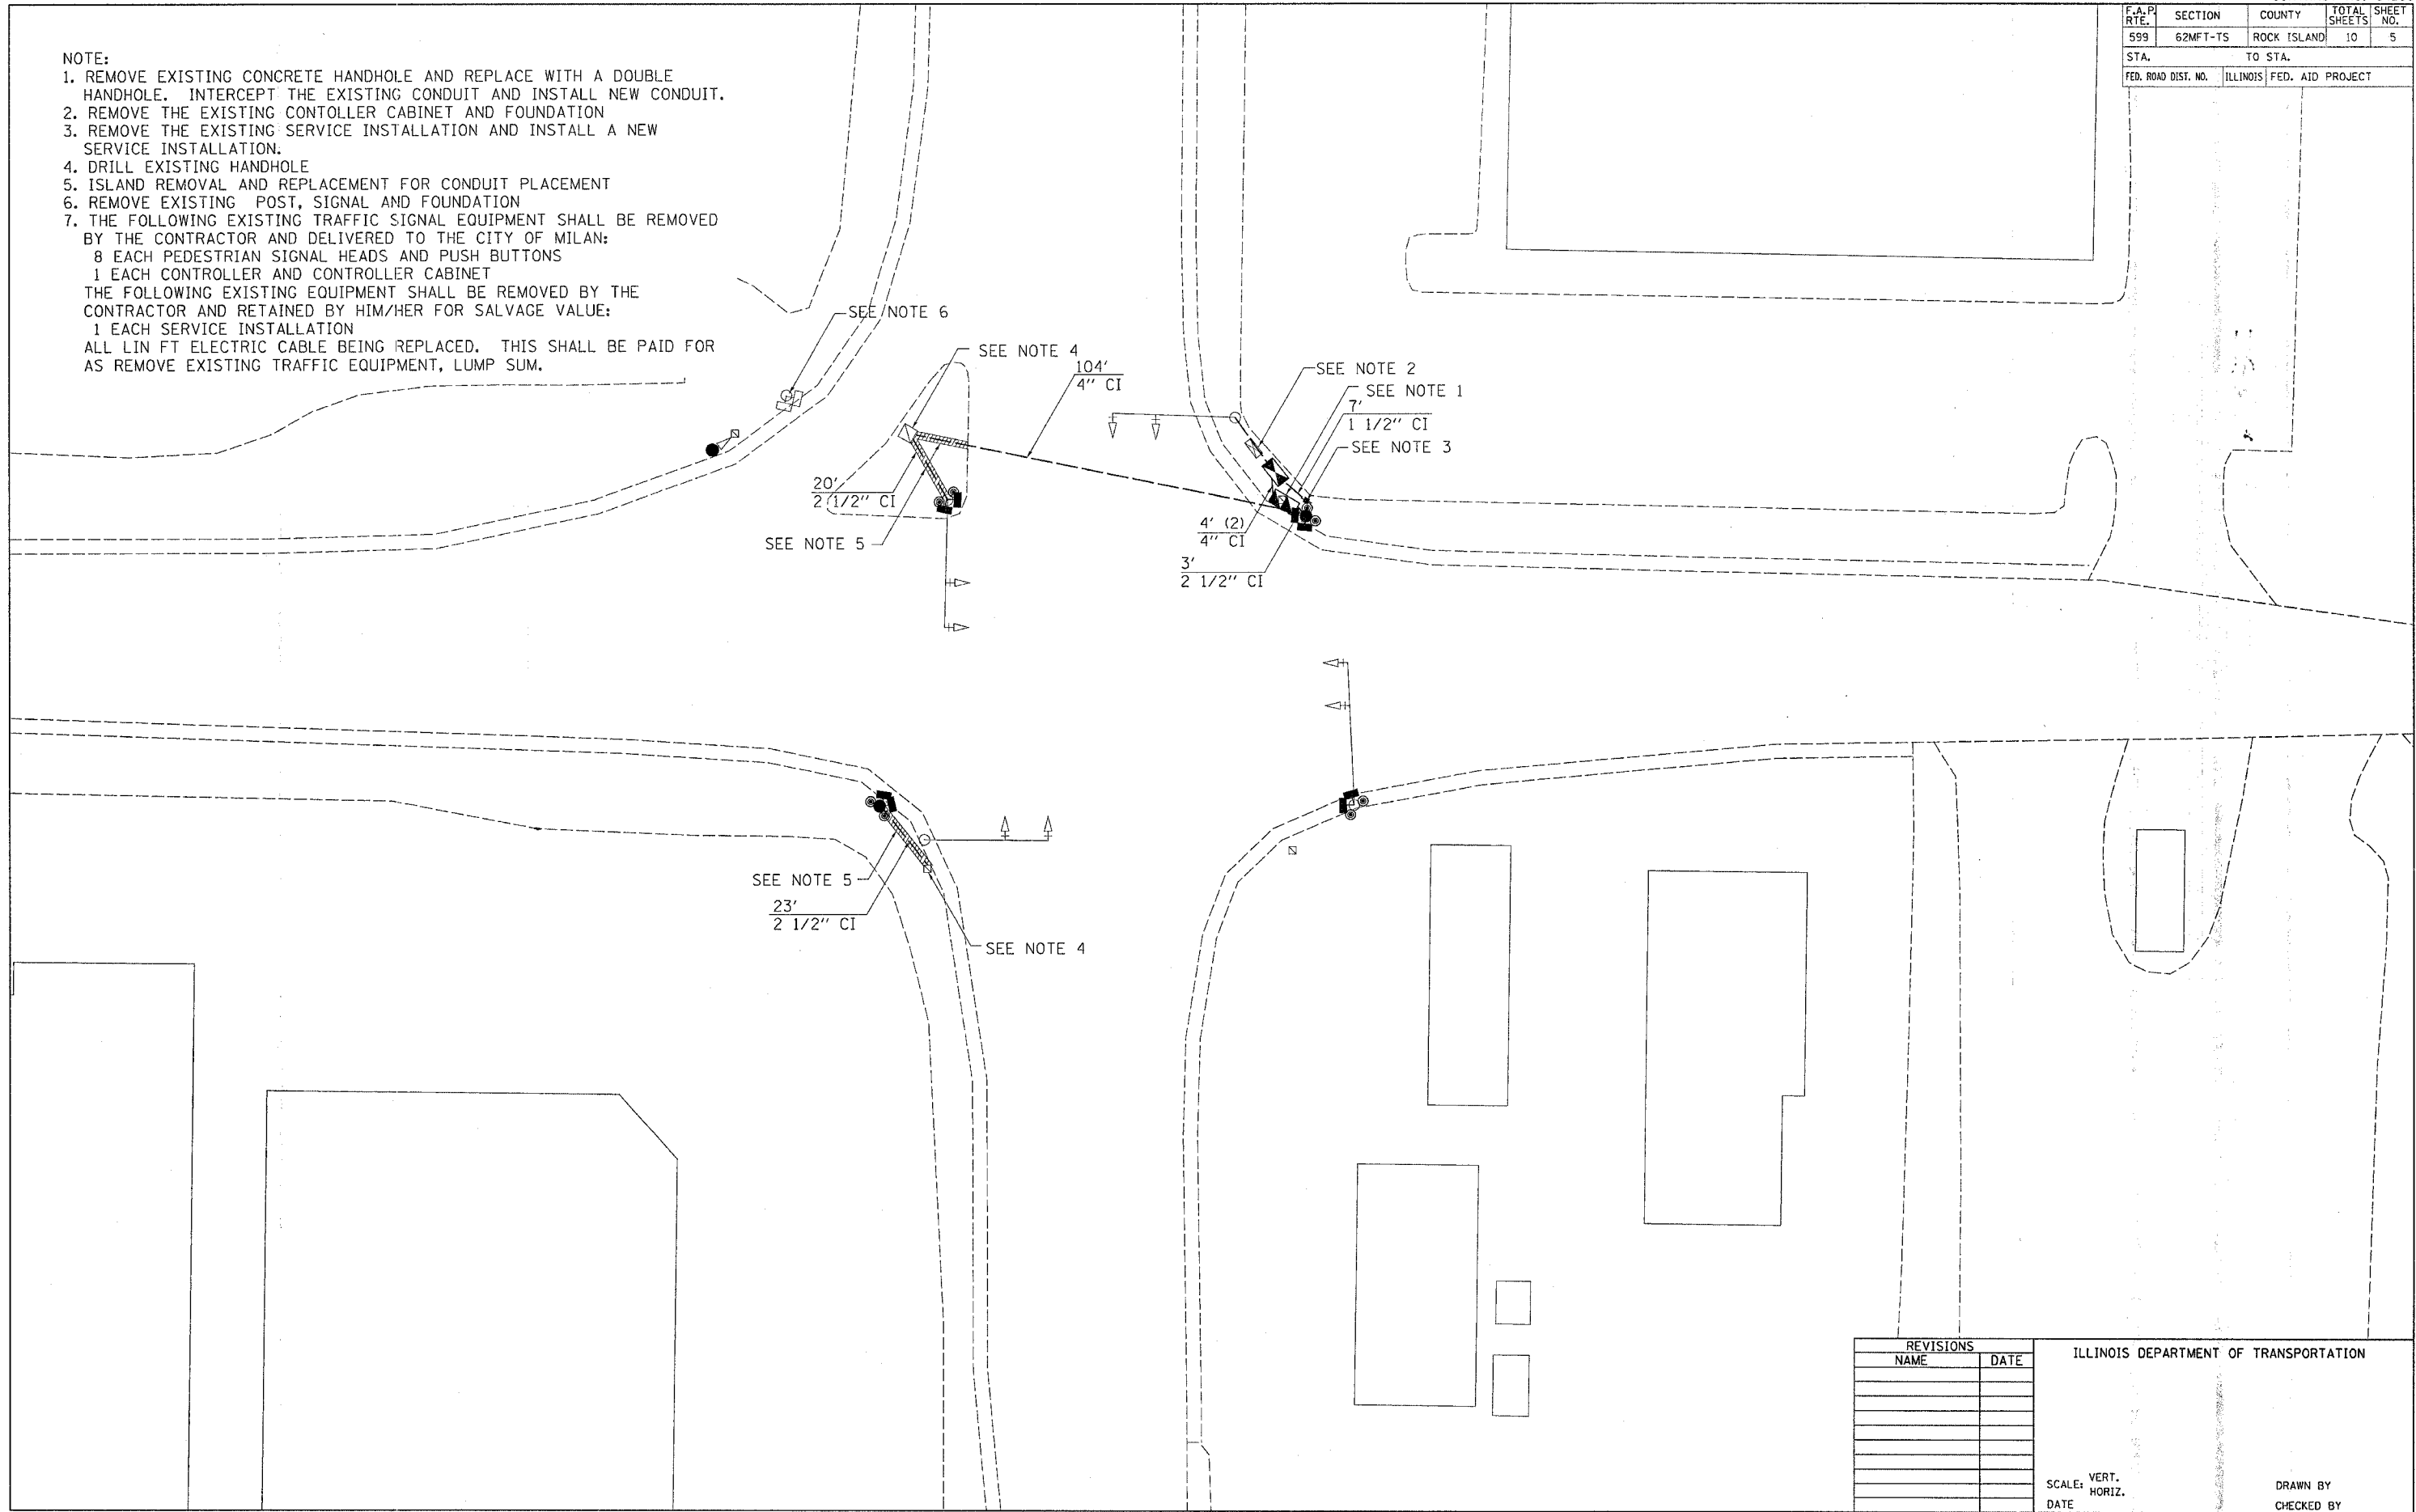 F.A.P. RTE. SECTION COUNTY TOTAL SHEETS SHEET NO.
599 62MFT-TS ROCK ISLAND 10 5
STA. TO STA.
FED. ROAD DIST. NO. ILLINOIS FED. AID PROJECT
NOTE:
1. REMOVE EXISTING CONCRETE HANDHOLE AND REPLACE WITH A DOUBLE
HANDHOLE. INTERCEPT THE EXISTING CONDUIT AND INSTALL NEW CONDUIT.
2. REMOVE THE EXISTING CONTOLLER CABINET AND FOUNDATION
3. REMOVE THE EXISTING SERVICE INSTALLATION AND INSTALL A NEW
SERVICE INSTALLATION.
4. DRILL EXISTING HANDHOLE
5. ISLAND REMOVAL AND REPLACEMENT FOR CONDUIT PLACEMENT
6. REMOVE EXISTING POST, SIGNAL AND FOUNDATION
7. THE FOLLOWING EXISTING TRAFFIC SIGNAL EQUIPMENT SHALL BE REMOVED
BY THE CONTRACTOR AND DELIVERED TO THE CITY OF MILAN:
8 EACH PEDESTRIAN SIGNAL HEADS AND PUSH BUTTONS
1 EACH CONTROLLER AND CONTROLLER CABINET
THE FOLLOWING EXISTING EQUIPMENT SHALL BE REMOVED BY THE
CONTRACTOR AND RETAINED BY HIM/HER FOR SALVAGE VALUE:
1 EACH SERVICE INSTALLATION
ALL LIN FT ELECTRIC CABLE BEING REPLACED. THIS SHALL BE PAID FOR
AS REMOVE EXISTING TRAFFIC EQUIPMENT, LUMP SUM.
SEE NOTE 6
SEE NOTE 4
104'
4" CI
SEE NOTE 2
SEE NOTE 1
7'
1 1/2" CI
SEE NOTE 3
20'
2 1/2" CI
SEE NOTE 5
4' (2)
4" CI
3'
2 1/2" CI
SEE NOTE 5
23'
2 1/2" CI
SEE NOTE 4
REVISIONS
NAME DATE
ILLINOIS DEPARTMENT OF TRANSPORTATION
SCALE: VERT.
HORIZ.
DATE
DRAWN BY
CHECKED BY